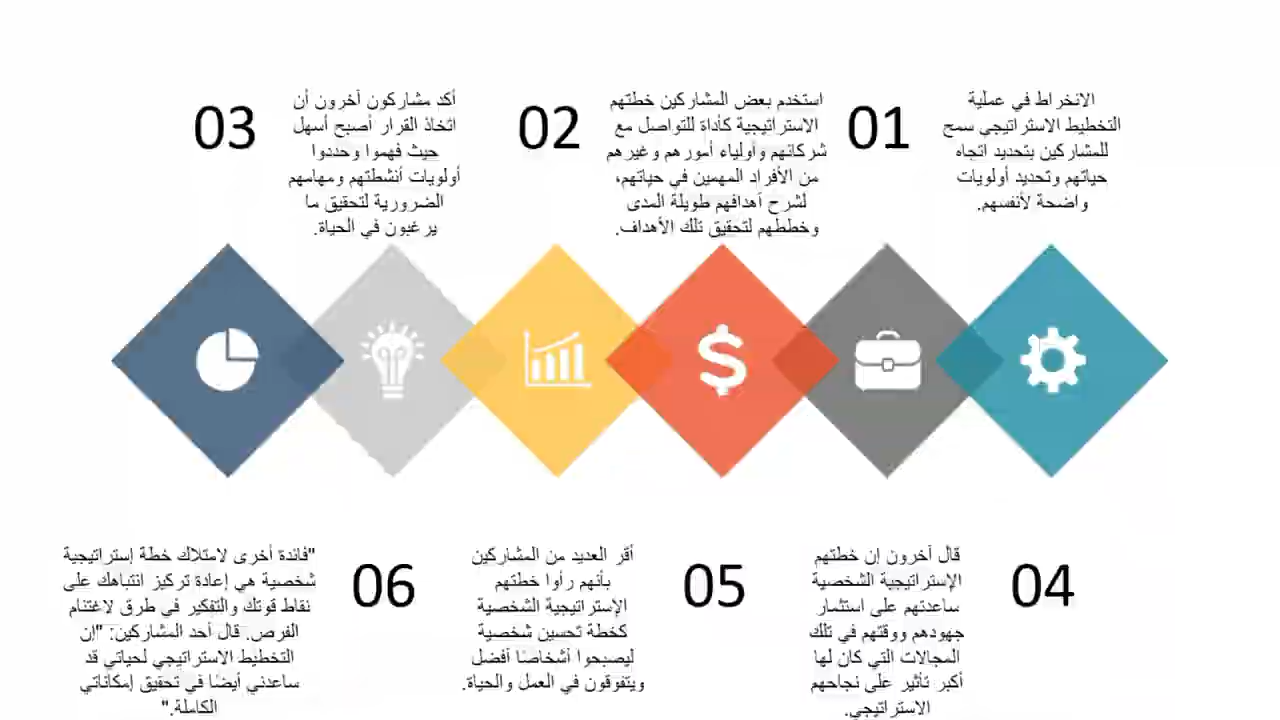 01
الانخراط في عملية
التخطيط الاستراتيجي سمح
للمشاركين بتحديد اتجاه
حياتهم وتحديد أولويات
واضحة لأنفسهم.
02
استخدم بعض المشاركين خطتهم
الاستراتيجية كأداة للتواصل مع
شركائهم وأولياء أمورهم وغيرهم
من الأفراد المهمين في حياتهم،
لشرح أهدافهم طويلة المدى
وخططهم لتحقيق تلك الأهداف.
03
أكد مشاركون آخرون أن
اتخاذ القرار أصبح أسهل
حيث فهموا وحددوا
أولويات أنشطتهم ومهامهم
الضرورية لتحقيق ما
يرغبون في الحياة.
04
قال آخرون إن خطتهم
الإستراتيجية الشخصية
ساعدتهم على استثمار
جهودهم ووقتهم في تلك
المجالات التي كان لها
أكبر تأثير على نجاحهم
الاستراتيجي.
05
أقر العديد من المشاركين
بأنهم رأوا خطتهم
الإستراتيجية الشخصية
كخطة تحسين شخصية
ليصبحوا أشخاصًا أفضل
ويتفوقون في العمل والحياة.
06
"فائدة أخرى لامتلاك خطة إستراتيجية
شخصية هي إعادة تركيز انتباهك على
نقاط قوتك والتفكير في طرق لاغتنام
الفرص. قال أحد المشاركين: "إن
التخطيط الاستراتيجي لحياتي قد
ساعدني أيضًا في تحقيق إمكاناتي
الكاملة."